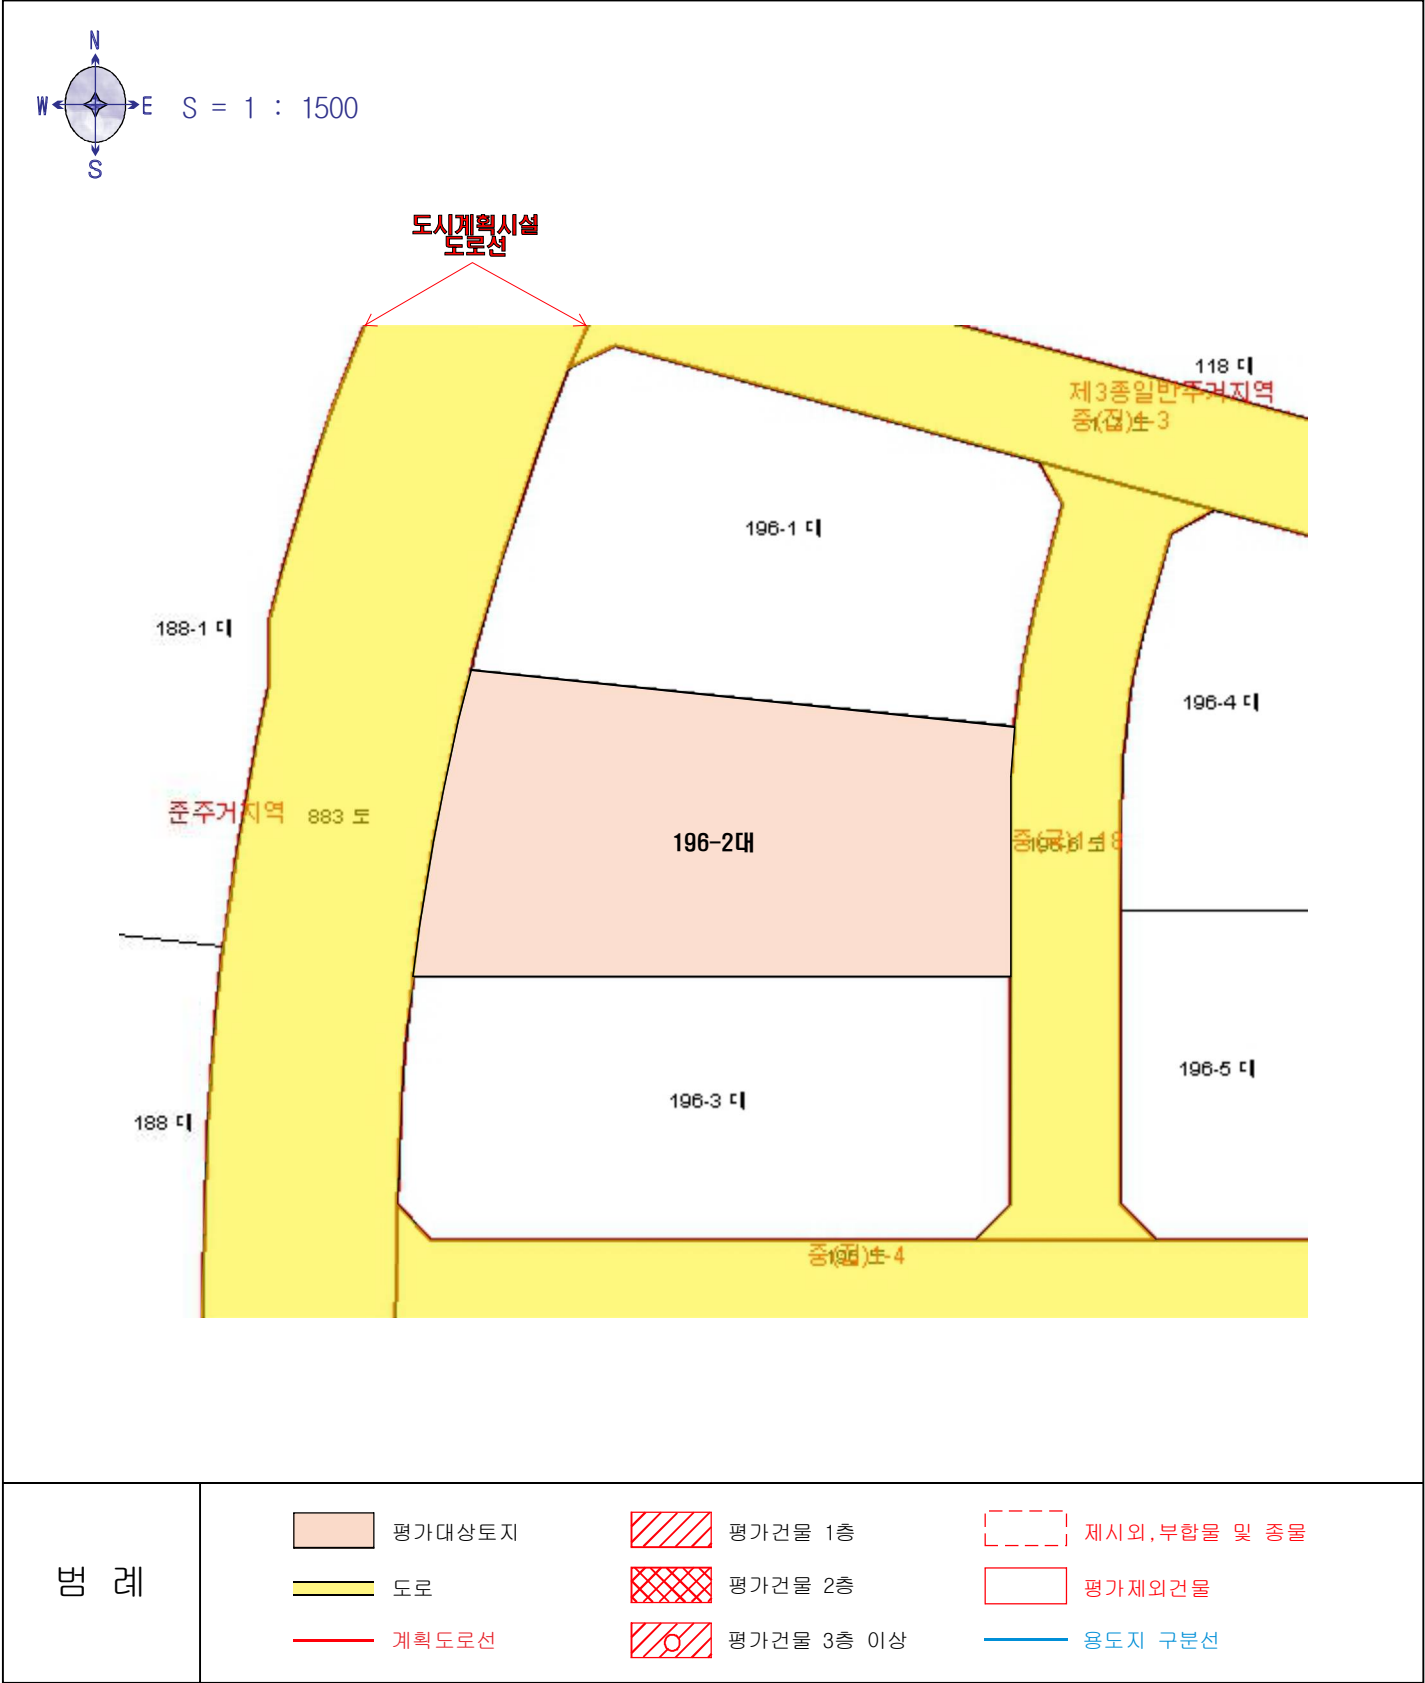 N
W E S = 1 : 1500
S
도시계획시설
도로선
118 대
제3종일반주거지역
196-1 대
188-1 대
196-4 대
준주거지역 883 도
196-2대
196-5 대
196-3 대
188 대
범 례
평가대상토지
도로
계획도로선
평가건물 1층
평가건물 2층
평가건물 3층 이상
제시외,부합물 및 종물
평가제외건물
용도지 구분선